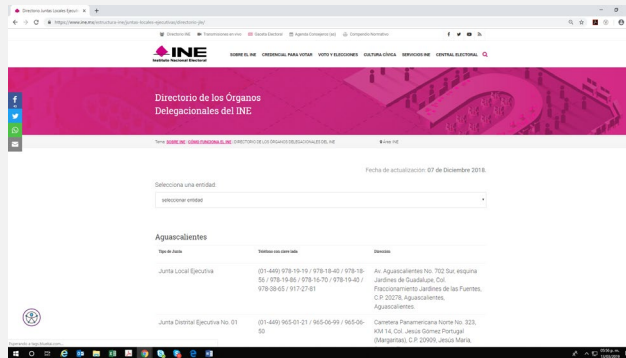 Directorio Juntas Locales Ejecuti
https://www.ine.mx/estructura-ine/juntas-locales-ejecutivas/directorio-jle/
Directorio INE Transmisiones en vivo Gaceta Electoral Agenda Consejeros (as) Compendio Normativo
INE
Instituto Nacional Electoral
SOBRE EL INE CREDENCIAL PARA VOTAR VOTO Y ELECCIONES CULTURA CÍVICA SERVICIOS INE CENTRAL ELECTORAL
Directorio de los Órganos
Delegacionales del INE
Tema: SOBRE INE | CÓMO FUNCIONA EL INE | DIRECTORIO DE LOS ÓRGANOS DELEGACIONALES DEL INE
Área: INE
Fecha de actualización: 07 de Diciembre 2018.
Selecciona una entidad:
seleccionar entidad
Aguascalientes
Tipo de Junta Teléfono con clave lada Dirección
Junta Local Ejecutiva (01-449) 978-19-19 / 978-18-40 / 978-18- Av. Aguascalientes No. 702 Sur, esquina
56 / 978-19-86 / 978-16-70 / 978-19-40 / Jardines de Guadalupe, Col.
978-38-65 / 917-27-81 Fraccionamiento Jardines de las Fuentes,
C.P. 20278, Aguascalientes,
Aguascalientes.
Junta Distrital Ejecutiva No. 01 (01-449) 965-01-21 / 965-06-99 / 965-06- Carretera Panamericana Norte No. 323,
50 KM 14, Col. Jesús Gómez Portugal
(Margaritas), C.P. 20909, Jesús María,